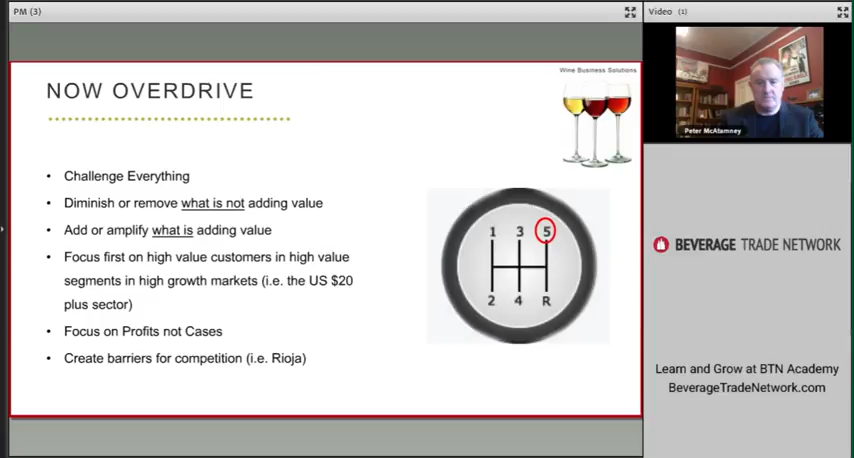 PM (3)
Video (1)
Wine Business Solutions
NOW OVERDRIVE
• Challenge Everything
• Diminish or remove what is not adding value
• Add or amplify what is adding value
• Focus first on high value customers in high value
segments in high growth markets (i.e. the US $20
plus sector)
• Focus on Profits not Cases
• Create barriers for competition (i.e. Rioja)
1 3 5
2 4 R
Peter McAtamney
BEVERAGE TRADE NETWORK
Learn and Grow at BTN Academy
BeverageTradeNetwork.com